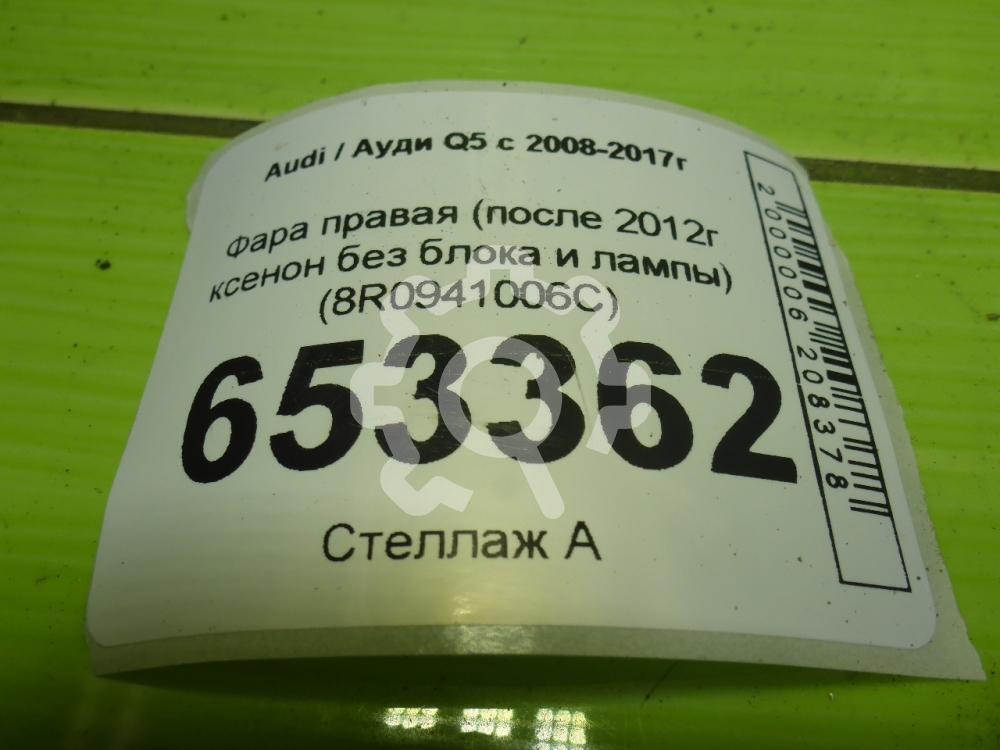 Audi / Ауди Q5 с 2008-2017г
Фара правая (после 2012г
ксенон без блока и лампы)
(8R0941006C)
653362
Стеллаж А
2000006208378